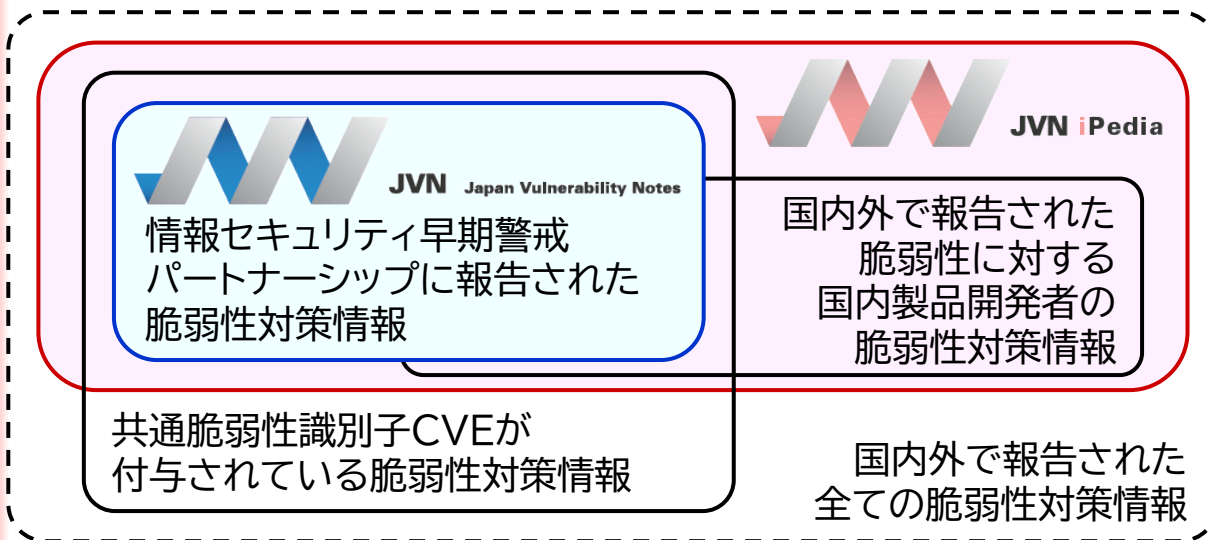 JVN iPedia
JVN Japan Vulnerability Notes
情報セキュリティ早期警戒
パートナーシップに報告された
脆弱性対策情報
国内外で報告された
脆弱性に対する
国内製品開発者の
脆弱性対策情報
共通脆弱性識別子CVEが
付与されている脆弱性対策情報
国内外で報告された
全ての脆弱性対策情報